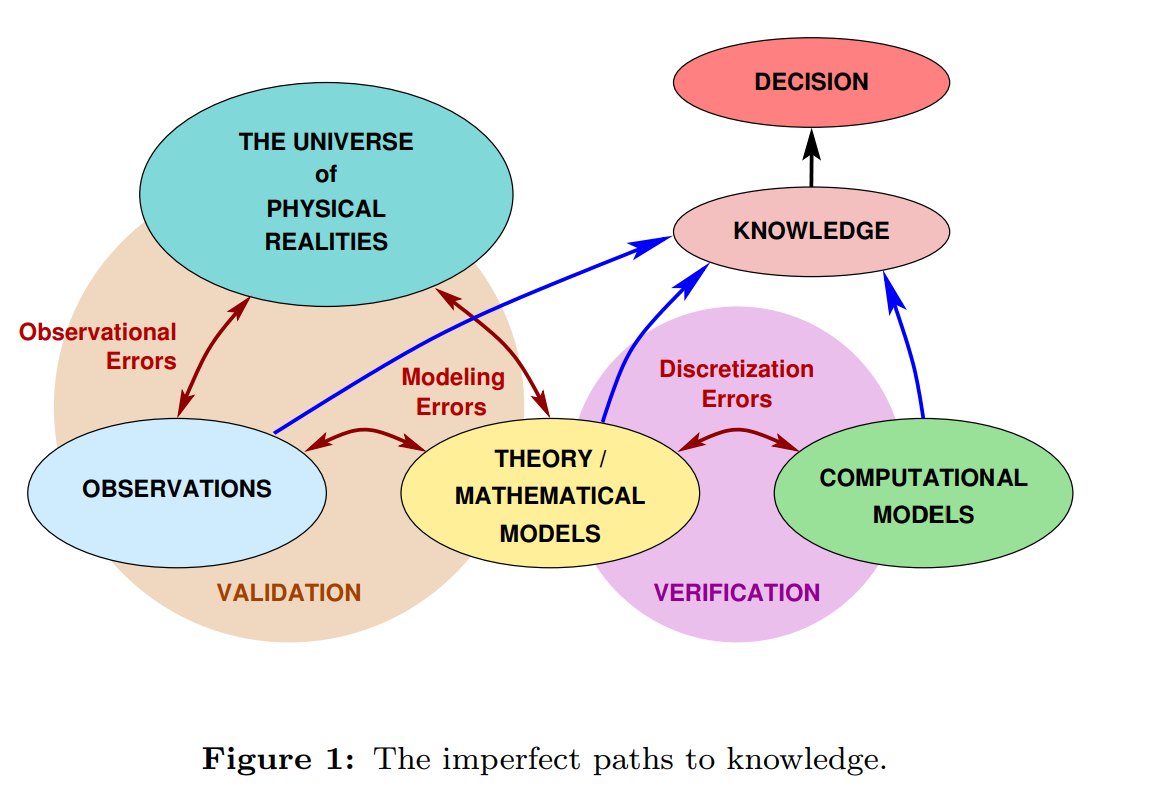 DECISION
THE UNIVERSE
of
PHYSICAL
REALITIES
KNOWLEDGE
Observational
Errors
Modeling
Errors
Discretization
Errors
OBSERVATIONS
THEORY /
MATHEMATICAL
MODELS
COMPUTATIONAL
MODELS
VALIDATION
VERIFICATION
Figure 1: The imperfect paths to knowledge.